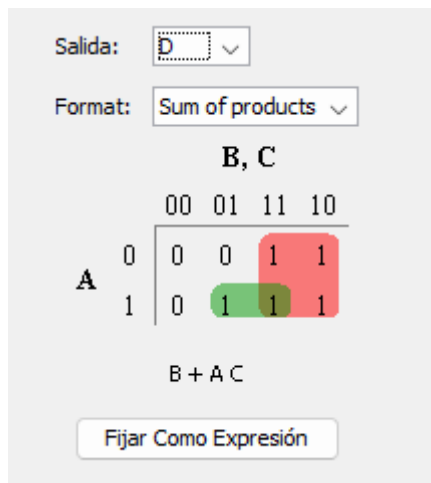 Salida: D
Format: Sum of products
B, C
00 01 11 10
0 0 0 1 1
A
1 0 1 1 1
B + A C
Fijar Como Expresión